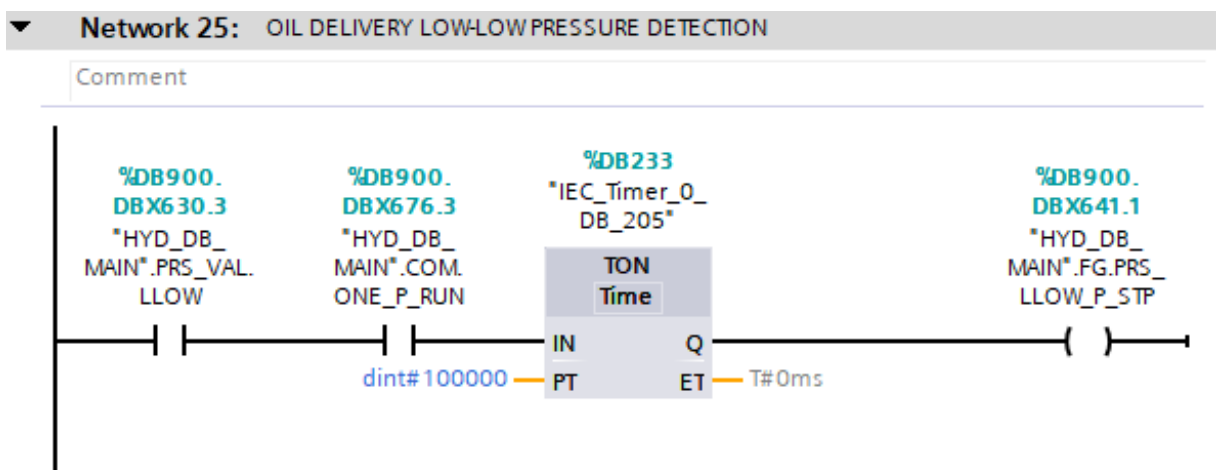 Network 25: OIL DELIVERY LOW-LOW PRESSURE DETECTION
Comment
%DB900.
DBX630.3
"HYD_DB_
MAIN".PRS_VAL.
LLOW
%DB900.
DBX676.3
"HYD_DB_
MAIN".COM.
ONE_P_RUN
%DB233
"IEC_Timer_0_
DB_205"
TON
Time
IN Q
dint#100000 PT ET T#0ms
%DB900.
DBX641.1
"HYD_DB_
MAIN".FG.PRS_
LLOW_P_STP